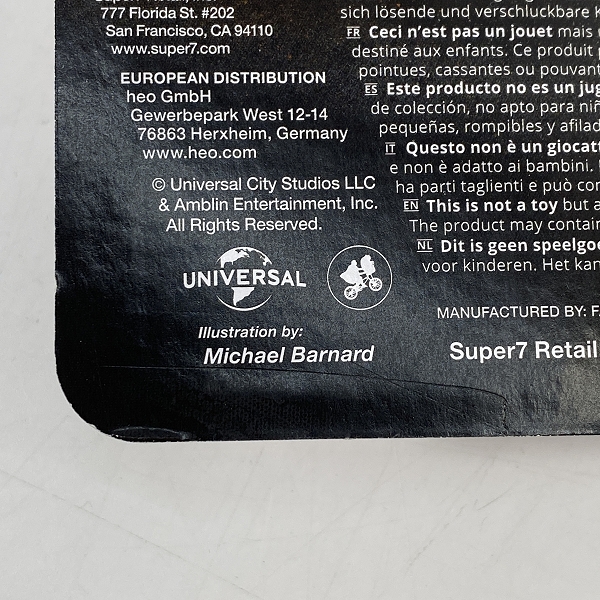 777 Florida St. #202
San Francisco, CA 94110
www.super7.com
EUROPEAN DISTRIBUTION
heo GmbH
Gewerbepark West 12-14
76863 Herxheim, Germany
www.heo.com
© Universal City Studios LLC
& Amblin Entertainment, Inc.
All Rights Reserved.
UNIVERSAL
Illustration by:
Michael Barnard
sich lösende und verschluckbare K
FR Ceci n'est pas un jouet mais
destiné aux enfants. Ce produit
pointues, cassantes ou pouvant
ES Este producto no es un jug
de colección, no apto para niñ
pequeñas, rompibles y afilad
IT Questo non è un giocatt
e non è adatto ai bambini.
ha parti taglienti e può con
EN This is not a toy but a
The product may contain
NL Dit is geen speelgoe
voor kinderen. Het kan
MANUFACTURED BY: F
Super7 Retail